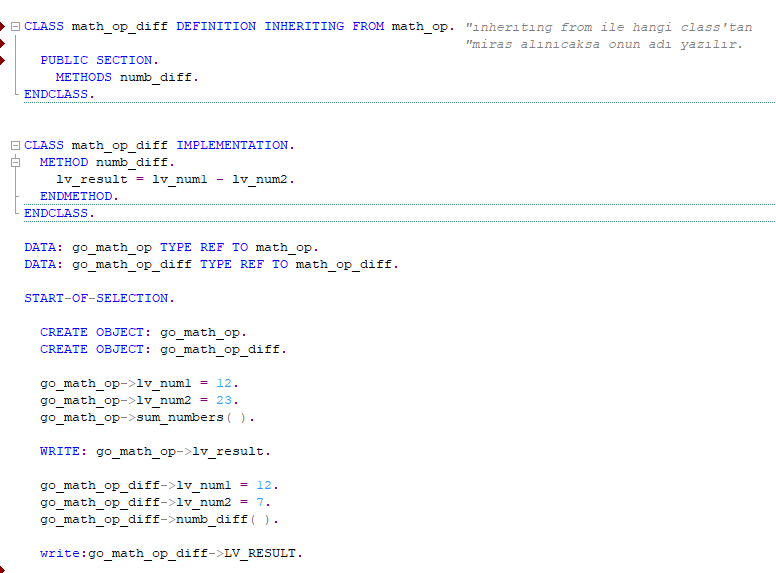 CLASS math_op_diff DEFINITION INHERITING FROM math_op. "ınherıtıng from ile hangi class'tan
"miras alınıcaksa onun adı yazılır.
PUBLIC SECTION.
METHODS numb_diff.
ENDCLASS.
CLASS math_op_diff IMPLEMENTATION.
METHOD numb_diff.
lv_result = lv_num1 - lv_num2.
ENDMETHOD.
ENDCLASS.
DATA: go_math_op TYPE REF TO math_op.
DATA: go_math_op_diff TYPE REF TO math_op_diff.
START-OF-SELECTION.
CREATE OBJECT: go_math_op.
CREATE OBJECT: go_math_op_diff.
go_math_op->lv_num1 = 12.
go_math_op->lv_num2 = 23.
go_math_op->sum_numbers( ).
WRITE: go_math_op->lv_result.
go_math_op_diff->lv_num1 = 12.
go_math_op_diff->lv_num2 = 7.
go_math_op_diff->numb_diff( ).
write:go_math_op_diff->LV_RESULT.